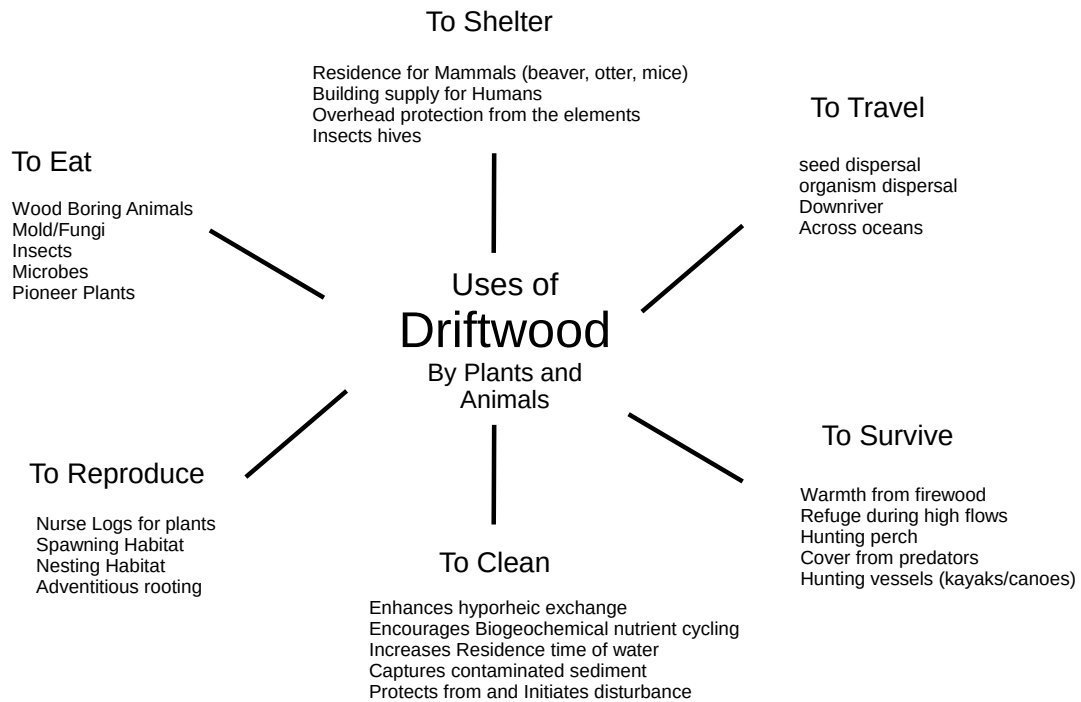 To Shelter
Residence for Mammals (beaver, otter, mice)
Building supply for Humans
Overhead protection from the elements
Insects hives
To Travel
seed dispersal
organism dispersal
Downriver
Across oceans
To Eat
Wood Boring Animals
Mold/Fungi
Insects
Microbes
Pioneer Plants
Uses of
Driftwood
By Plants and
Animals
To Survive
Warmth from firewood
Refuge during high flows
Hunting perch
Cover from predators
Hunting vessels (kayaks/canoes)
To Reproduce
Nurse Logs for plants
Spawning Habitat
Nesting Habitat
Adventitious rooting
To Clean
Enhances hyporheic exchange
Encourages Biogeochemical nutrient cycling
Increases Residence time of water
Captures contaminated sediment
Protects from and Initiates disturbance